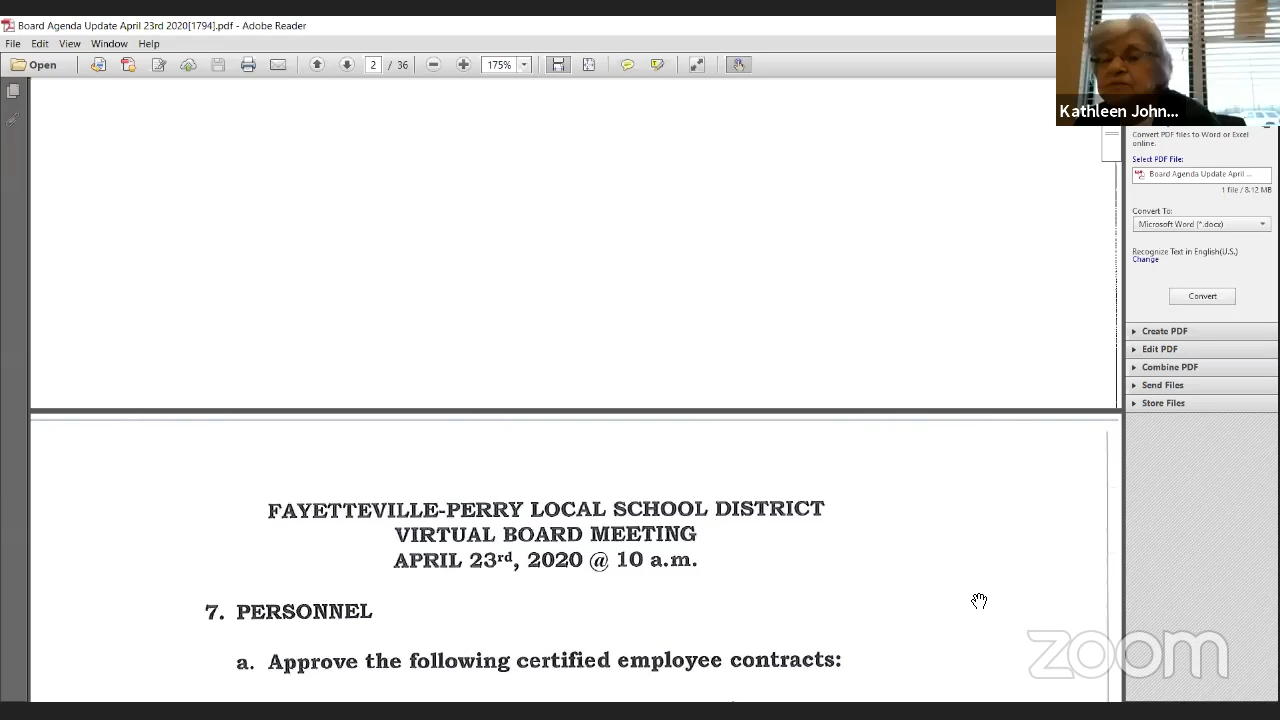 Board Agenda Update April 23rd 2020[1794].pdf - Adobe Reader
File Edit View Window Help
Open 2 / 36 175%
Kathleen John...
Convert PDF files to Word or Excel
online.
Select PDF File:
Board Agenda Update April ...
1 file / 8.12 MB
Convert To:
Microsoft Word (*.docx)
Recognize Text in English(U.S.)
Change
Convert
Create PDF
Edit PDF
Combine PDF
Send Files
Store Files
FAYETTEVILLE-PERRY LOCAL SCHOOL DISTRICT
VIRTUAL BOARD MEETING
APRIL 23rd, 2020 @ 10 a.m.
7. PERSONNEL
a. Approve the following certified employee contracts:
zoom